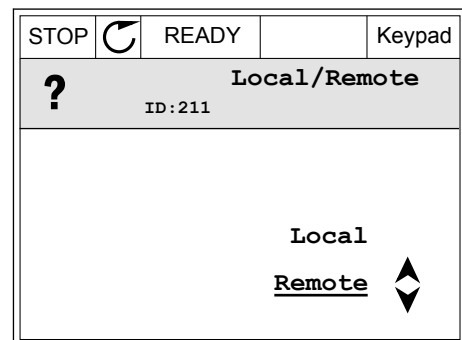 STOP READY Keypad
? Local/Remote
ID:211
Local
Remote